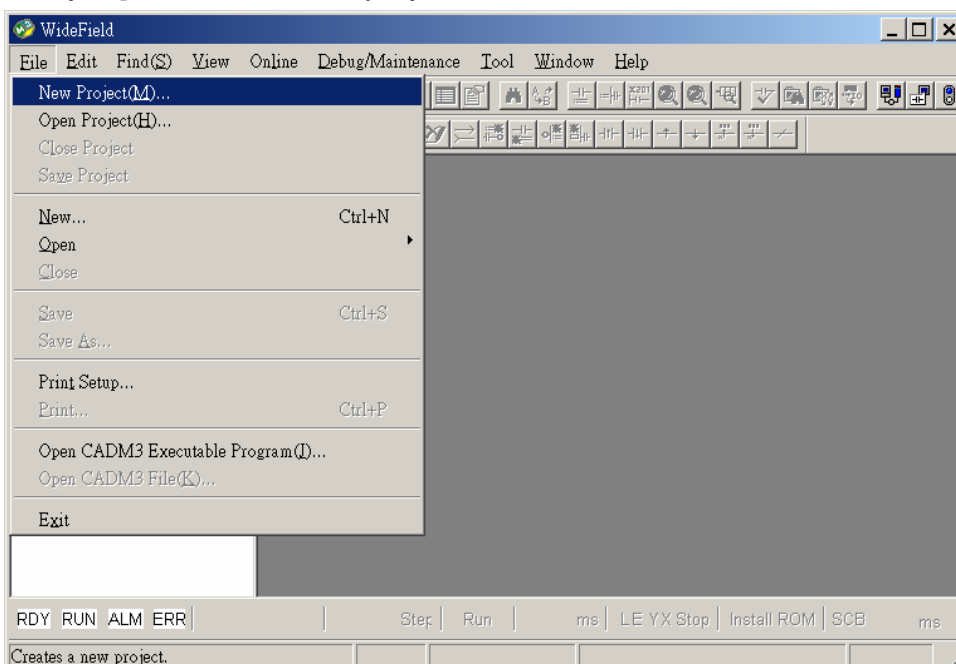 WideField
File Edit Find(S) View Online Debug/Maintenance Tool Window Help
New Project(M)...
Open Project(H)...
Close Project
Save Project
New... Ctrl+N
Open
Close
Save Ctrl+S
Save As...
Print Setup...
Print... Ctrl+P
Open CADM3 Executable Program(J)...
Open CADM3 File(K)...
Exit
RDY RUN ALM ERR Step Run ms LE YX Stop Install ROM SCB ms
Creates a new project.